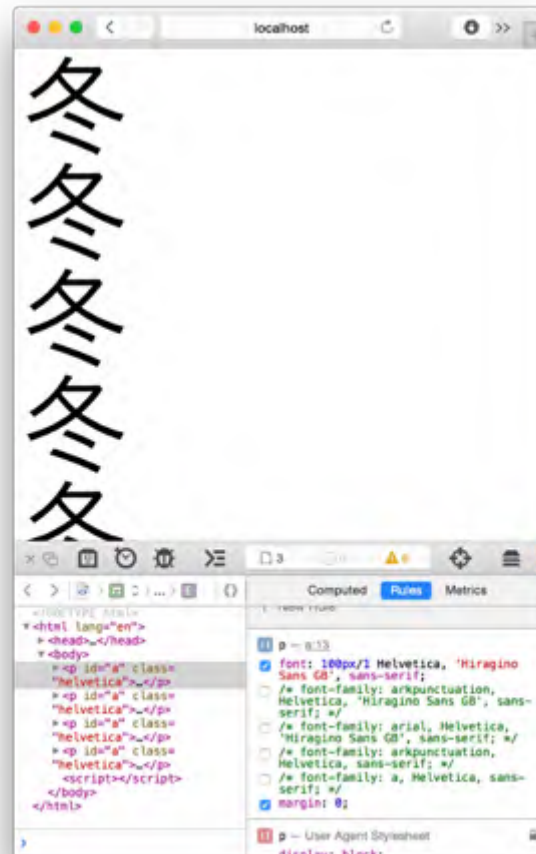 localhost
冬
冬
冬
冬
冬
3
Computed Rules Metrics
New Rule
<!DOCTYPE html>
<html lang="en">
<head>…</head>
<body>
<p id="a" class=
"helvetica">…</p>
<p id="a" class=
"helvetica">…</p>
<p id="a" class=
"helvetica">…</p>
<p id="a" class=
"helvetica">…</p>
<script></script>
</body>
</html>
p — a:13
font: 100px/1 Helvetica, 'Hiragino
Sans GB', sans-serif;
/* font-family: arkpunctuation,
Helvetica, 'Hiragino Sans GB', sans-
serif; */
/* font-family: arial, Helvetica,
'Hiragino Sans GB', sans-serif; */
/* font-family: arkpunctuation,
Helvetica, sans-serif; */
/* font-family: a, Helvetica, sans-
serif; */
margin: 0;
p — User Agent Stylesheet
display: block;